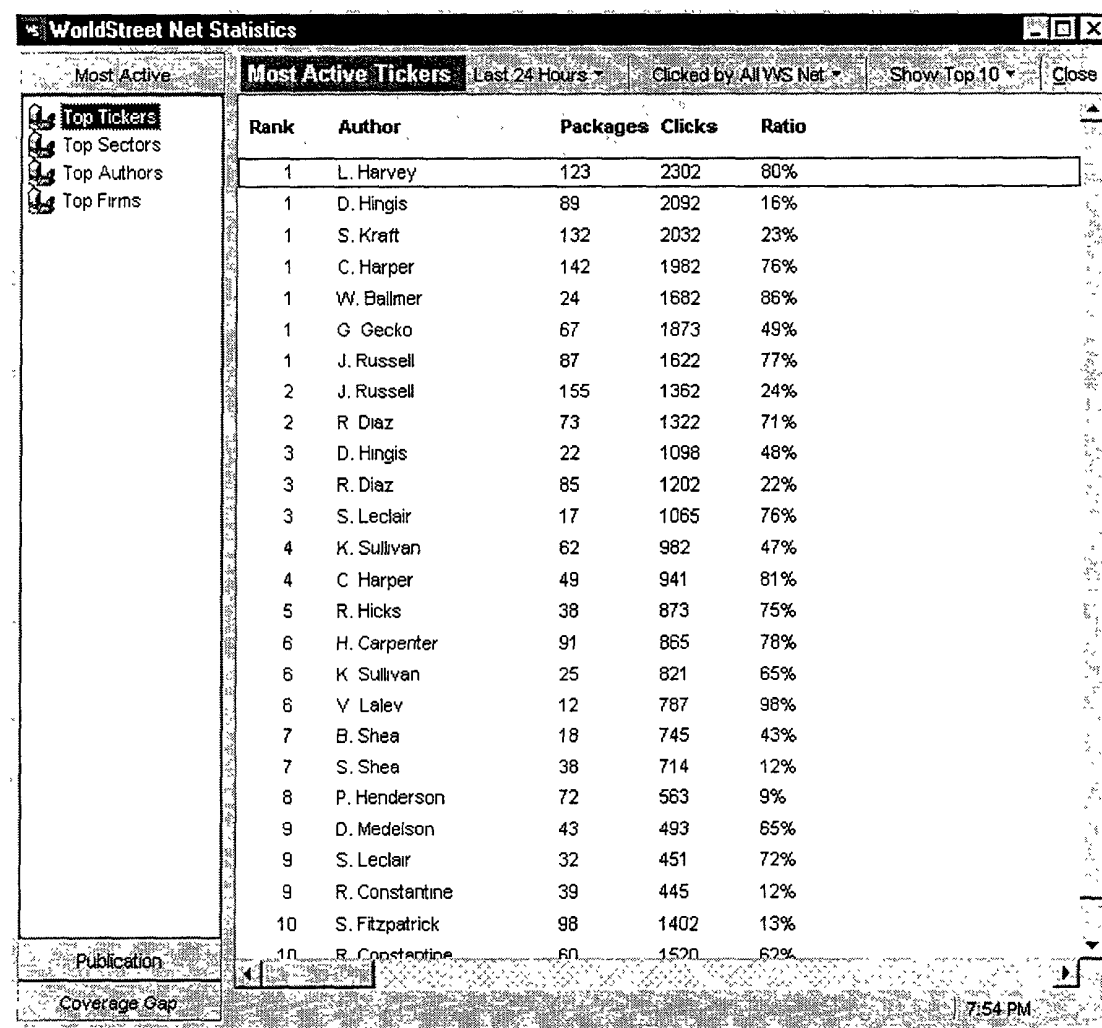 WorldStreet Net Statistics
Most Active
Most Active Tickers Last 24 Hours Clicked by All WS Net Show Top 10 Close
Top Tickers
Top Sectors
Top Authors
Top Firms
Rank Author Packages Clicks Ratio
1 L. Harvey 123 2302 80%
1 D. Hingis 89 2092 16%
1 S. Kraft 132 2032 23%
1 C. Harper 142 1982 76%
1 W. Ballmer 24 1682 86%
1 G Gecko 67 1873 49%
1 J. Russell 87 1622 77%
2 J. Russell 155 1362 24%
2 R Diaz 73 1322 71%
3 D. Hingis 22 1098 48%
3 R. Diaz 85 1202 22%
3 S. Leclair 17 1065 76%
4 K. Sullivan 62 982 47%
4 C Harper 49 941 81%
5 R. Hicks 38 873 75%
6 H. Carpenter 91 865 78%
6 K Sullivan 25 821 65%
6 V Lalev 12 787 98%
7 B. Shea 18 745 43%
7 S. Shea 38 714 12%
8 P. Henderson 72 563 9%
9 D. Medelson 43 493 65%
9 S. Leclair 32 451 72%
9 R. Constantine 39 445 12%
10 S. Fitzpatrick 98 1402 13%
10 R. Constantine 60 1520 62%
Publication
Coverage Gap
7:54 PM